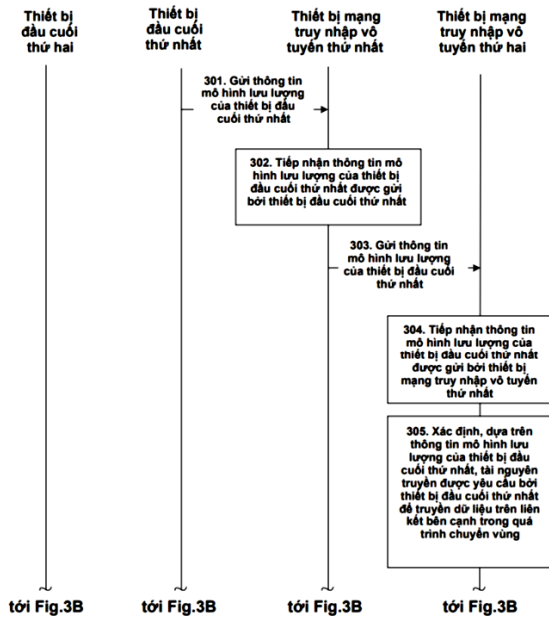 Thiết bị
đầu cuối
thứ hai
Thiết bị
đầu cuối
thứ nhất
Thiết bị mạng
truy nhập vô
tuyến thứ nhất
Thiết bị mạng
truy nhập vô
tuyến thứ hai
301. Gửi thông tin
mô hình lưu lượng
của thiết bị đầu
cuối thứ nhất
302. Tiếp nhận thông tin mô
hình lưu lượng của thiết bị
đầu cuối thứ nhất được gửi
bởi thiết bị đầu cuối thứ nhất
303. Gửi thông tin
mô hình lưu lượng
của thiết bị đầu cuối
thứ nhất
304. Tiếp nhận thông tin
mô hình lưu lượng của
thiết bị đầu cuối thứ nhất
được gửi bởi thiết bị
mạng truy nhập vô tuyến
thứ nhất
305. Xác định, dựa trên
thông tin mô hình lưu
lượng của thiết bị đầu
cuối thứ nhất, tài nguyên
truyền được yêu cầu bởi
thiết bị đầu cuối thứ nhất
để truyền dữ liệu trên liên
kết bên cạnh trong quá
trình chuyển vùng
tới Fig.3B
tới Fig.3B
tới Fig.3B
tới Fig.3B